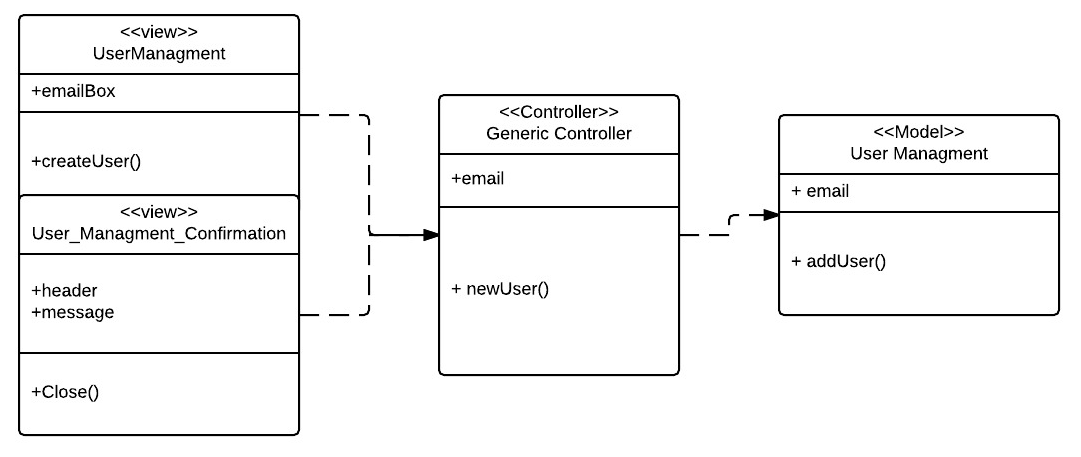 <<view>>
UserManagment
+emailBox
+createUser()
<<view>>
User_Managment_Confirmation
+header
+message
+Close()
<<Controller>>
Generic Controller
+email
+ newUser()
<<Model>>
User Managment
+ email
+ addUser()